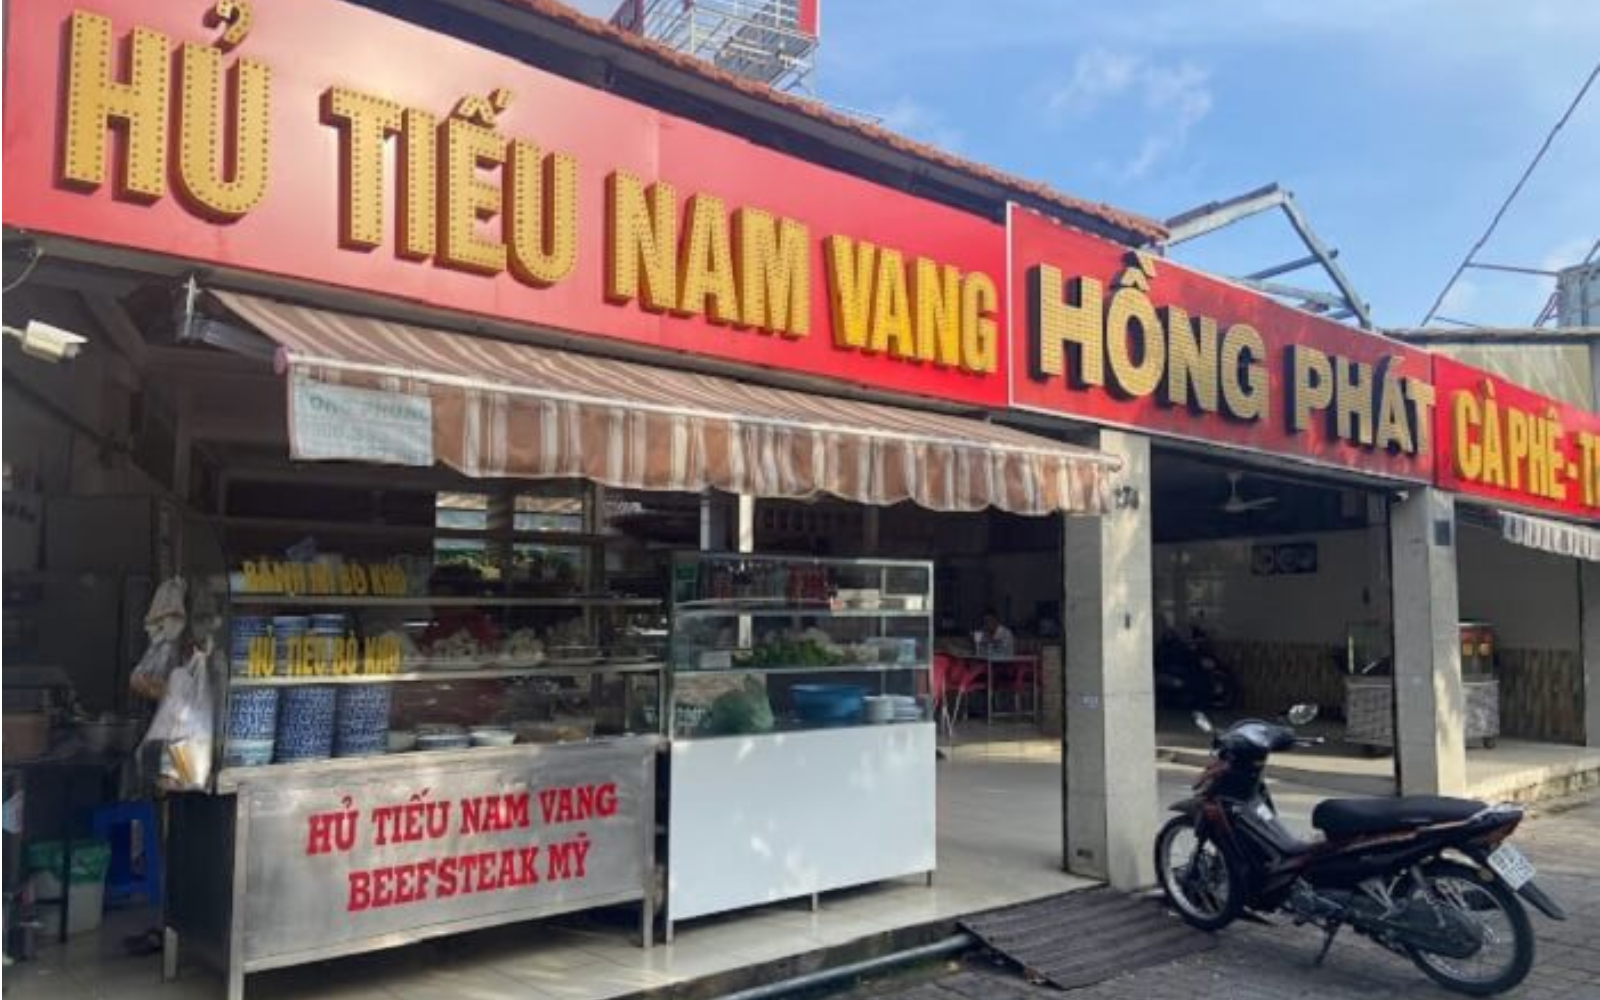 HỦ TIẾU NAM VANG
HỒNG PHÁT
CÀ PHÊ -
BÁNH MÌ BÒ KHO
HỦ TIẾU BÒ KHO
HỦ TIẾU NAM VANG
BEEFSTEAK MỸ